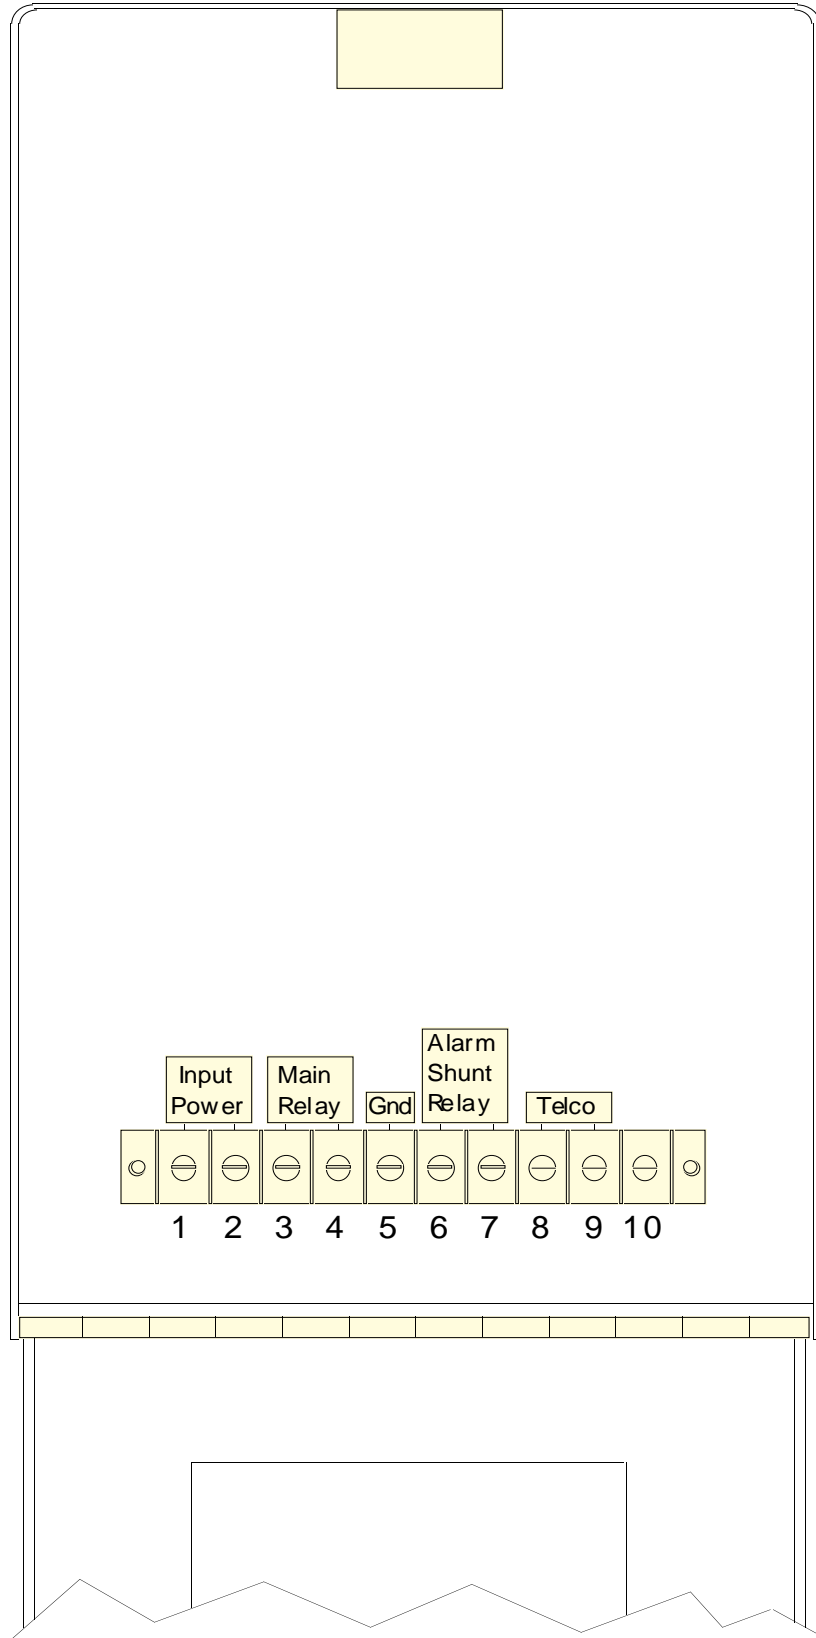 Input
Power
Main
Relay
Gnd
Alarm
Shunt
Relay
Telco
1 2 3 4 5 6 7 8 9 10